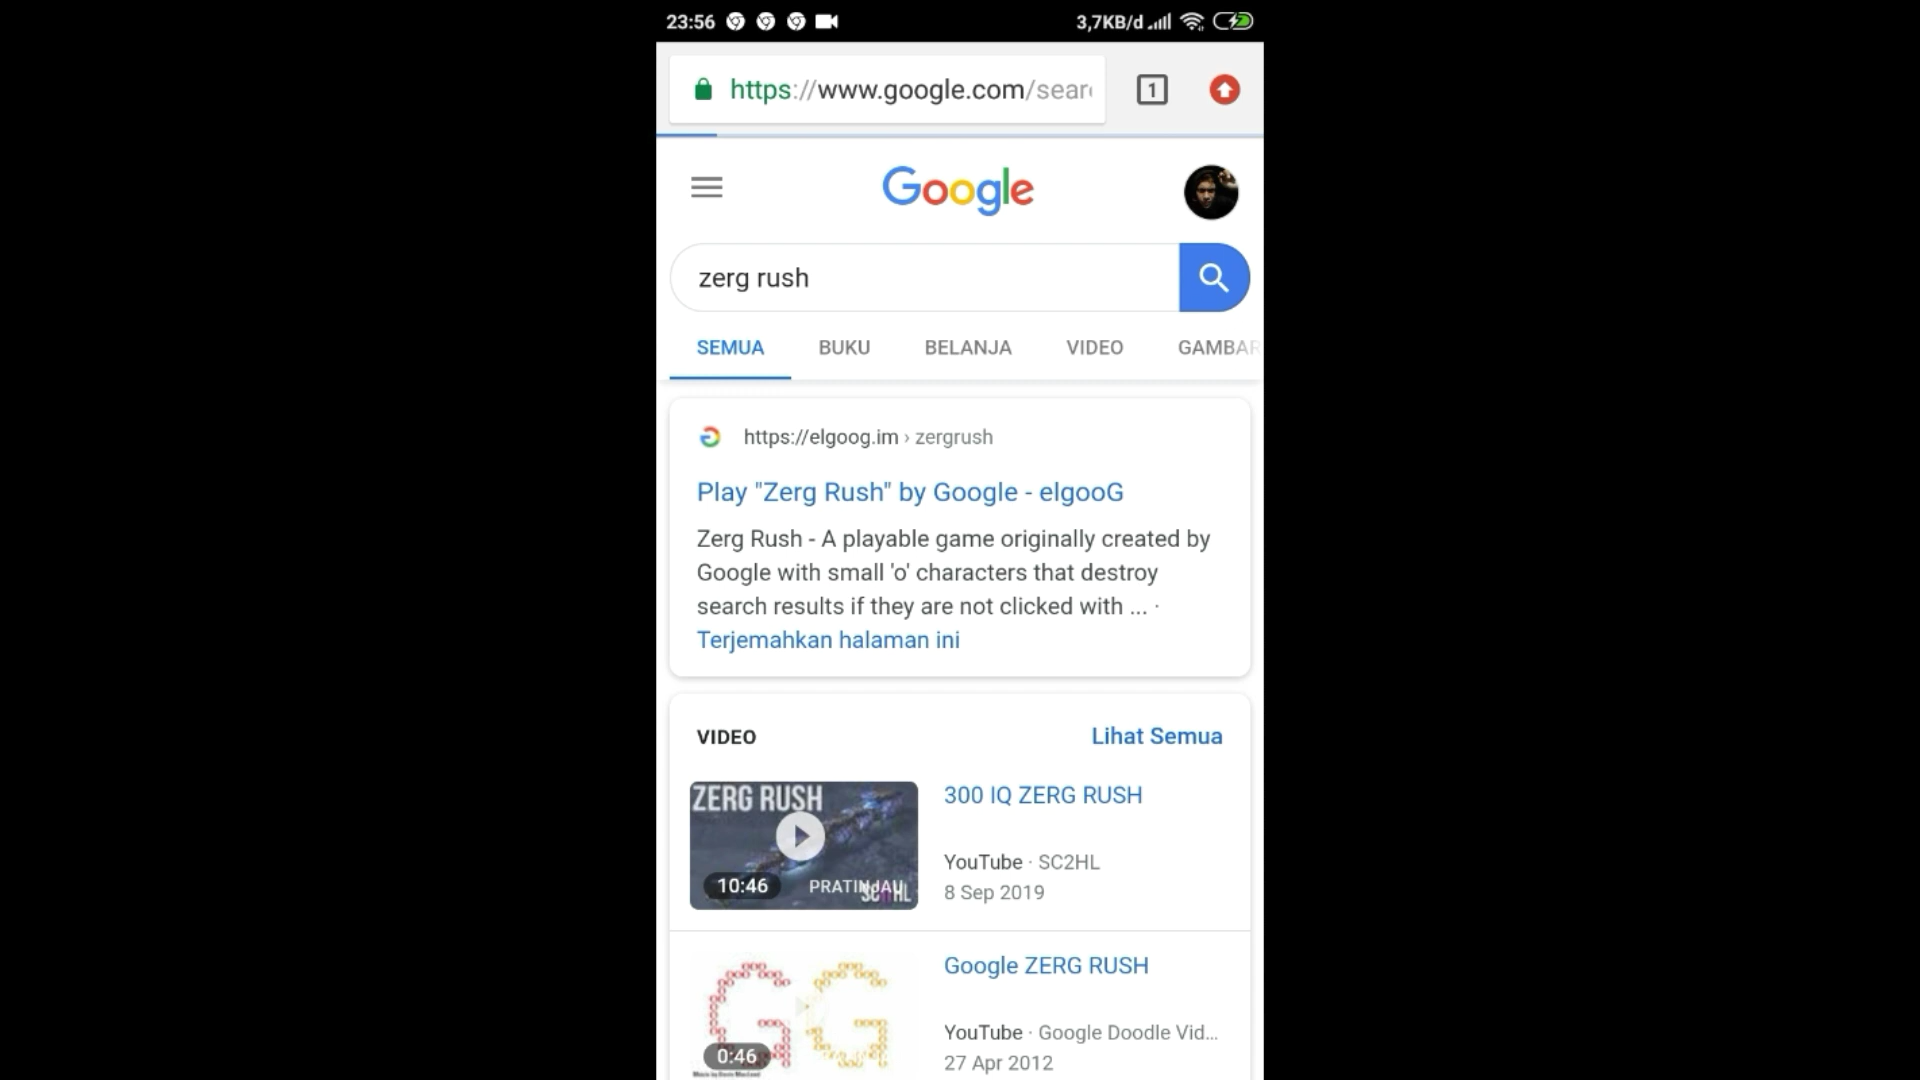 23:56
3,7KB/d
https://www.google.com/sear
1
Google
zerg rush
SEMUA BUKU BELANJA VIDEO GAMBAR
https://elgoog.im › zergrush
Play "Zerg Rush" by Google - elgooG
Zerg Rush - A playable game originally created by
Google with small 'o' characters that destroy
search results if they are not clicked with ... ·
Terjemahkan halaman ini
VIDEO
Lihat Semua
ZERG RUSH
10:46
PRATINJAU
SC2HL
300 IQ ZERG RUSH
YouTube · SC2HL
8 Sep 2019
GG
0:46
Google ZERG RUSH
YouTube · Google Doodle Vid...
27 Apr 2012